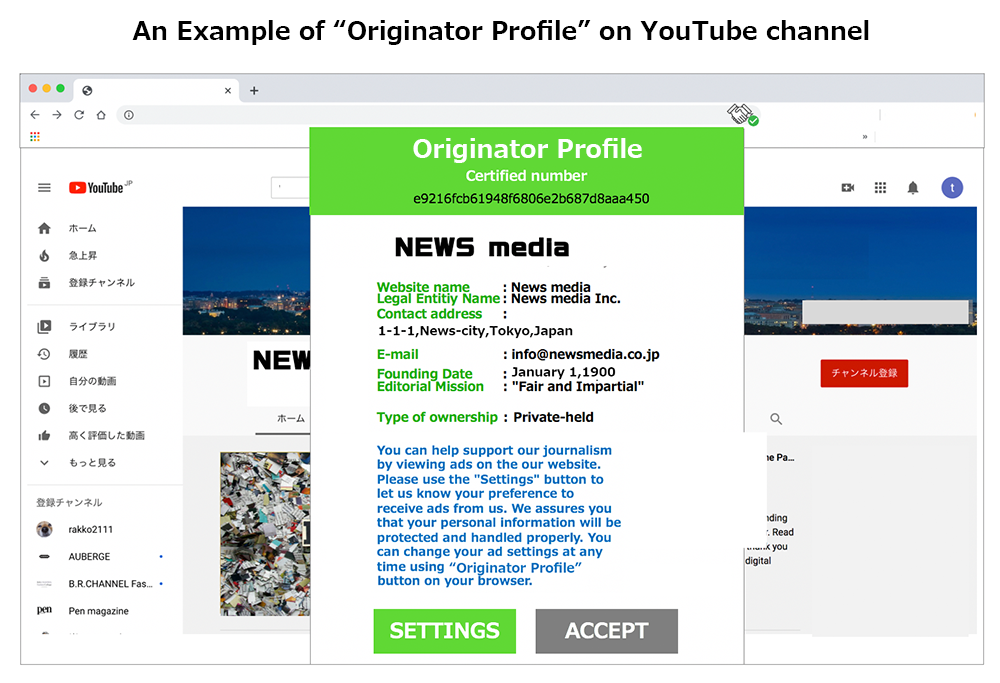 An Example of “Originator Profile” on YouTube channel
Originator Profile
Certified number
e9216fcb61948f6806e2b687d8aaa450
YouTube JP
t
ホーム
急上昇
登録チャンネル
ライブラリ
履歴
自分の動画
後で見る
高く評価した動画
もっと見る
登録チャンネル
rakko2111
AUBERGE
B.R.CHANNEL Fas...
pen Pen magazine
NEW
ホーム
NEWS media
Website name : News media
Legal Entitiy Name : News media Inc.
Contact address :
1-1-1,News-city,Tokyo,Japan
E-mail : info@newsmedia.co.jp
Founding Date : January 1,1900
Editorial Mission : "Fair and Impartial"
Type of ownership : Private-held
You can help support our journalism
by viewing ads on the our website.
Please use the "Settings" button to
let us know your preference to
receive ads from us. We assures you
that your personal information will be
protected and handled properly. You
can change your ad settings at any
time using “Originator Profile”
button on your browser.
SETTINGS ACCEPT
チャンネル登録
he Pa...
nding
r. Read
thank you
digital